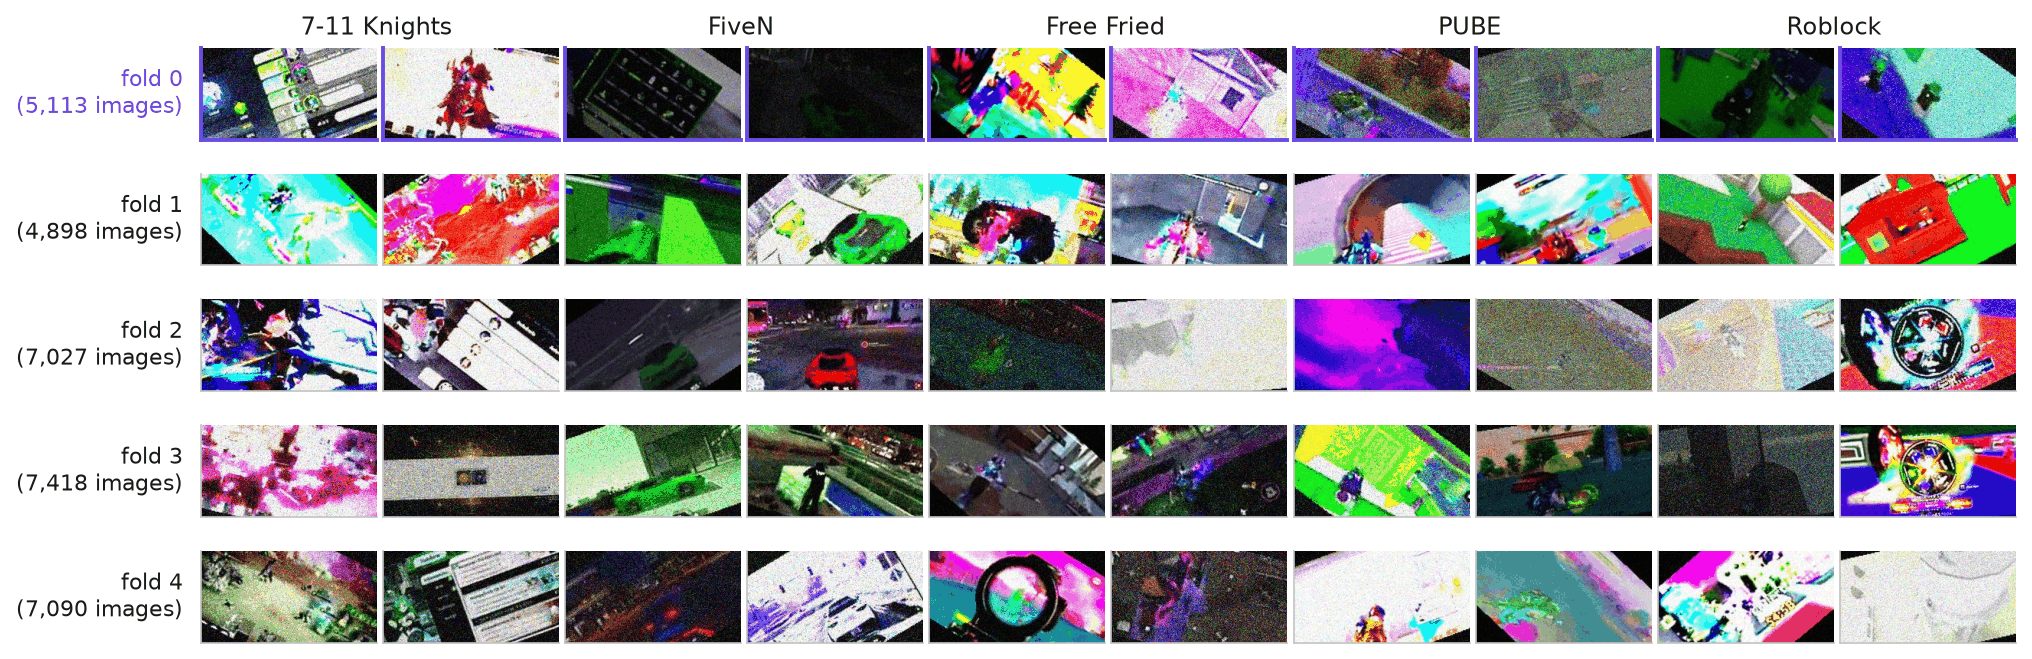 7-11 Knights FiveN Free Fried PUBE Roblock
fold 0
(5,113 images)
fold 1
(4,898 images)
fold 2
(7,027 images)
fold 3
(7,418 images)
fold 4
(7,090 images)